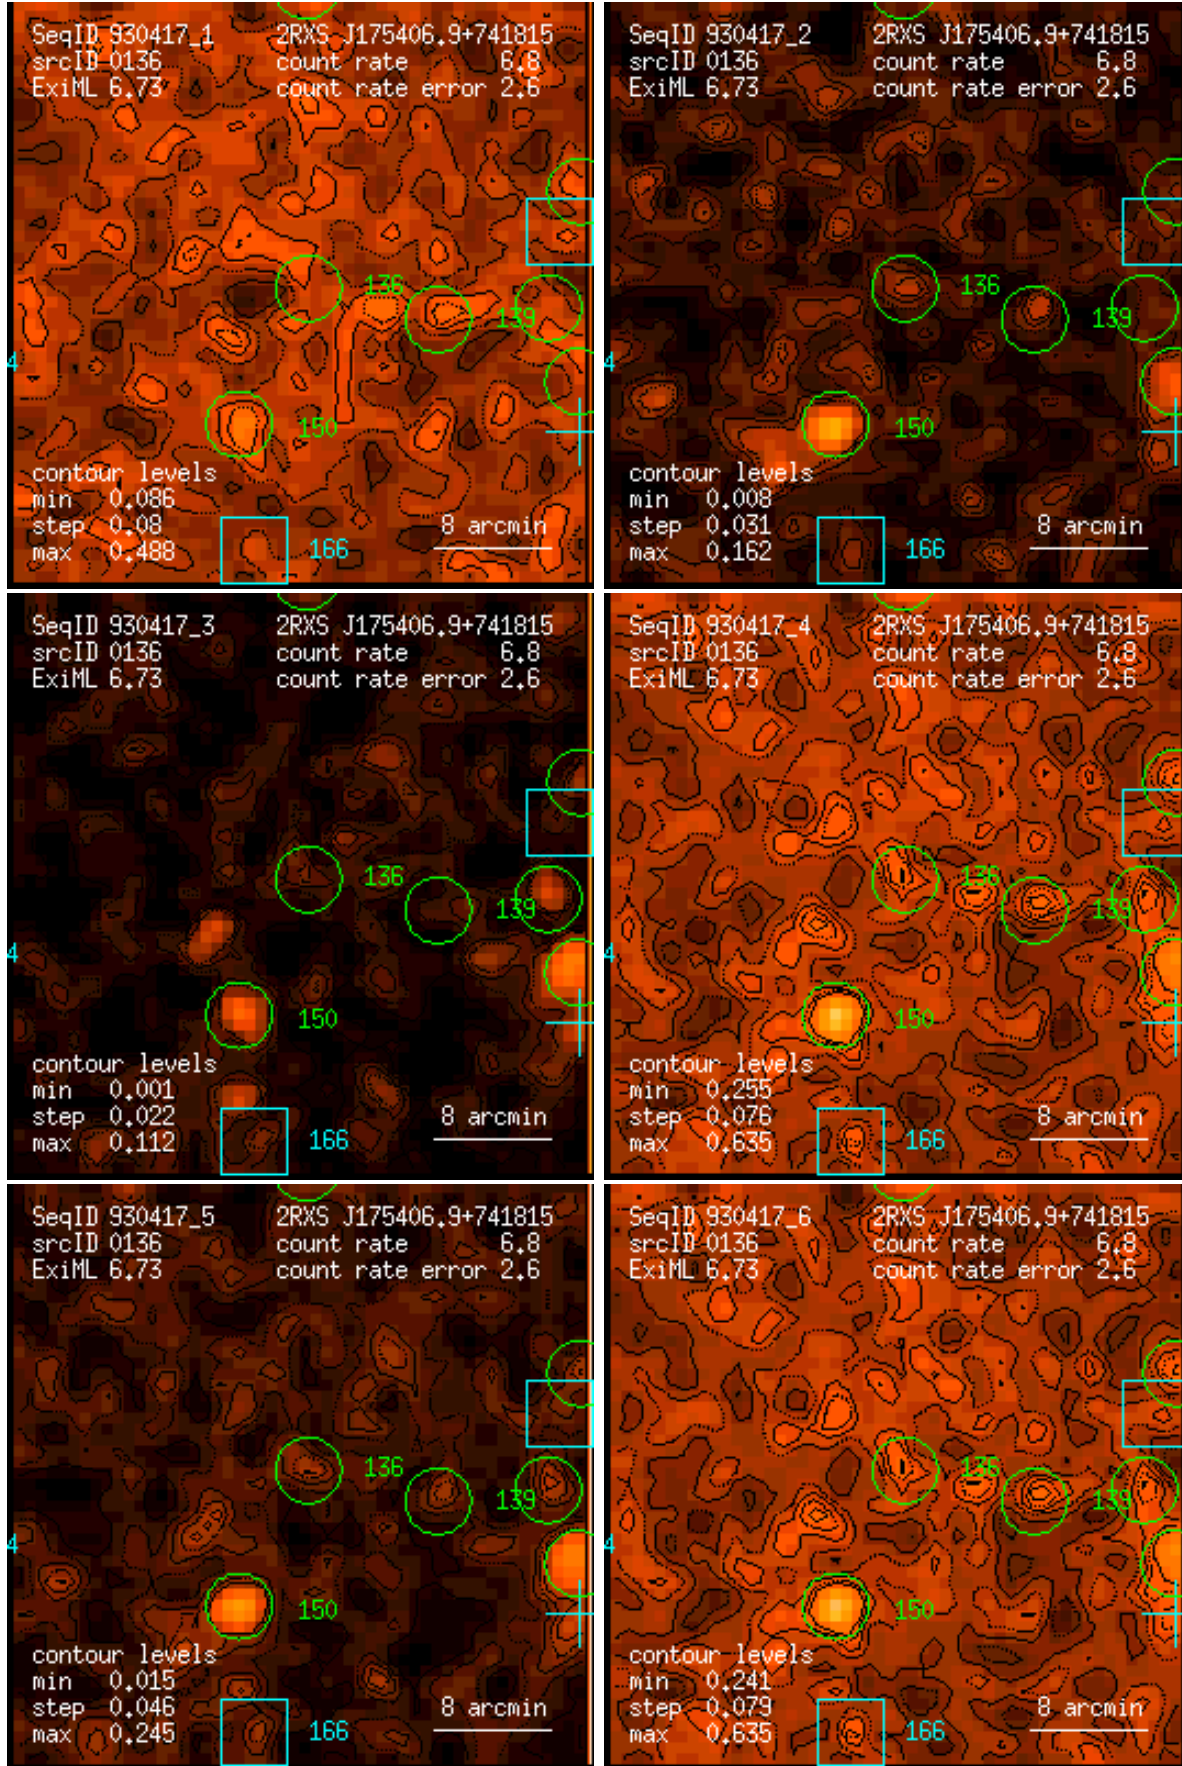 SeqID 930417_1 2RXS J175406.9+741815
srcID 0136 count rate 6.8
ExiML 6.73 count rate error 2.6
136
139
4
150
contour levels
min 0.086
step 0.08 8 arcmin
max 0.488 166
SeqID 930417_2 2RXS J175406.9+741815
srcID 0136 count rate 6.8
ExiML 6.73 count rate error 2.6
136
139
4
150
contour levels
min 0.008
step 0.031 8 arcmin
max 0.162 166
SeqID 930417_3 2RXS J175406.9+741815
srcID 0136 count rate 6.8
ExiML 6.73 count rate error 2.6
136
139
4
150
contour levels
min 0.001
step 0.022 8 arcmin
max 0.112 166
SeqID 930417_4 2RXS J175406.9+741815
srcID 0136 count rate 6.8
ExiML 6.73 count rate error 2.6
136
139
4
150
contour levels
min 0.255
step 0.076 8 arcmin
max 0.635 166
SeqID 930417_5 2RXS J175406.9+741815
srcID 0136 count rate 6.8
ExiML 6.73 count rate error 2.6
136
139
4
150
contour levels
min 0.015
step 0.046 8 arcmin
max 0.245 166
SeqID 930417_6 2RXS J175406.9+741815
srcID 0136 count rate 6.8
ExiML 6.73 count rate error 2.6
136
139
4
150
contour levels
min 0.241
step 0.079 8 arcmin
max 0.635 166